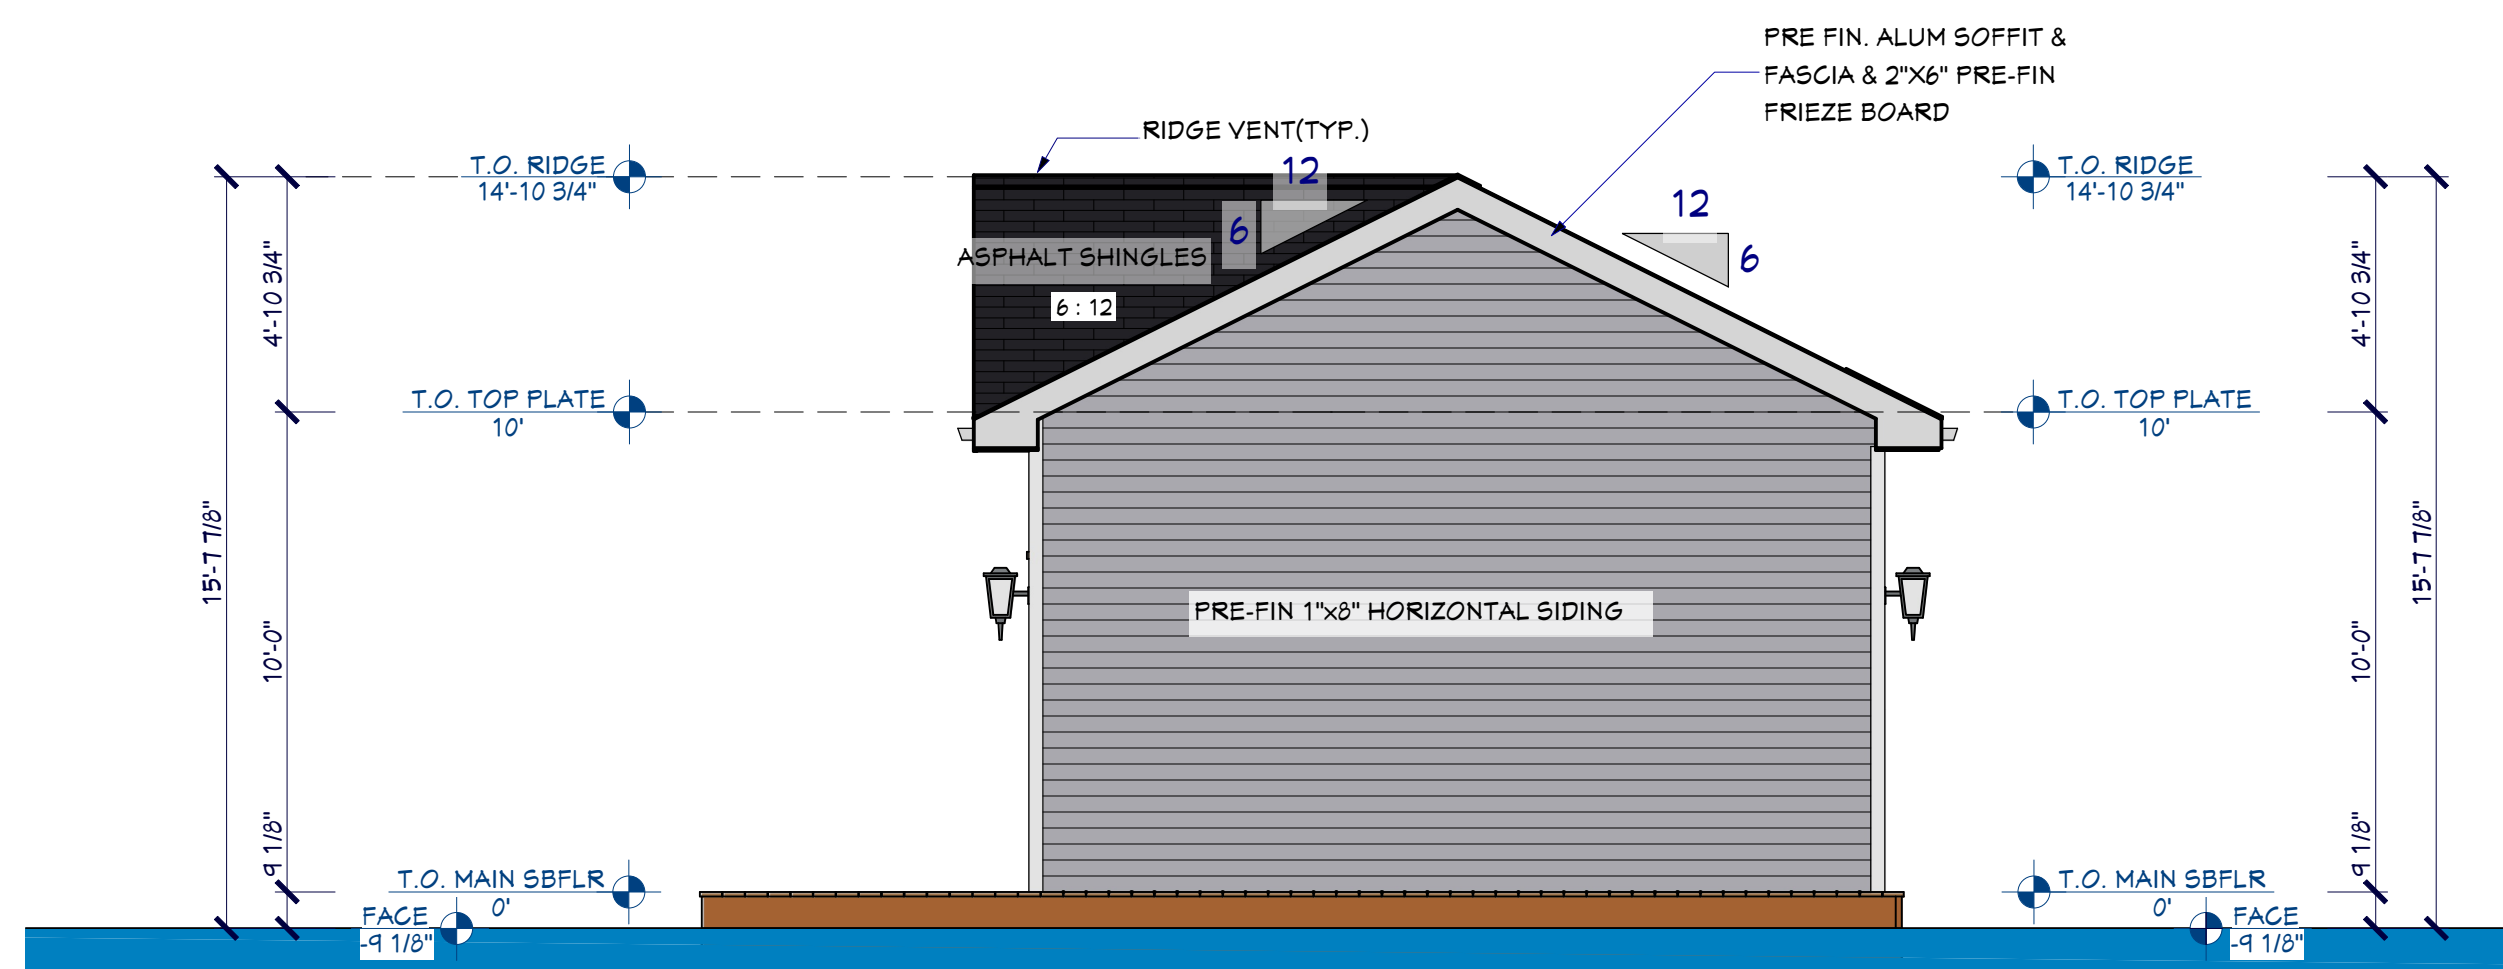 PRE FIN. ALUM SOFFIT &
FASCIA & 2"X6" PRE-FIN
FRIEZE BOARD
RIDGE VENT(TYP.)
T.O. RIDGE
14'-10 3/4"
12
6
ASPHALT SHINGLES
6 : 12
12
6
T.O. RIDGE
14'-10 3/4"
4'-10 3/4"
4'-10 3/4"
T.O. TOP PLATE
10'
T.O. TOP PLATE
10'
15'-7 7/8"
10'-0"
PRE-FIN 1"x8" HORIZONTAL SIDING
10'-0"
15'-7 7/8"
9 1/8"
9 1/8"
T.O. MAIN SBFLR
0'
T.O. MAIN SBFLR
0'
FACE
-9 1/8"
FACE
-9 1/8"